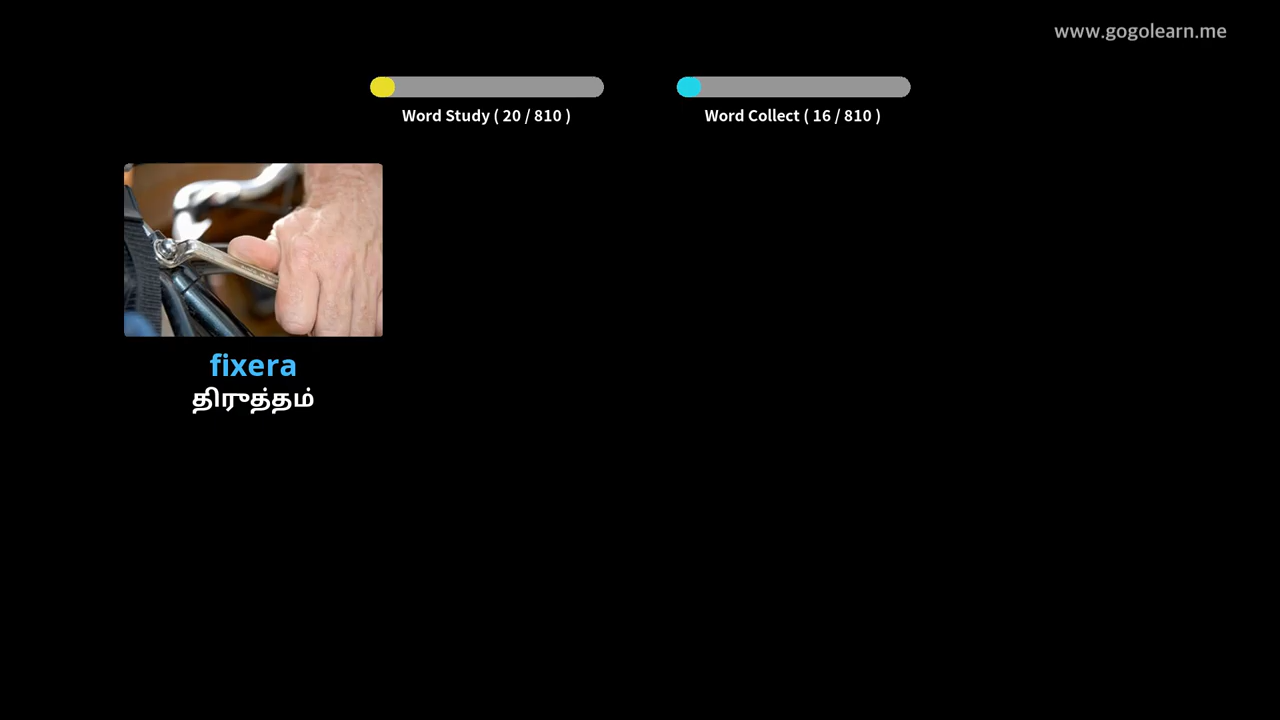 www.gogolearn.me
Word Study ( 20 / 810 )
Word Collect ( 16 / 810 )
fixera
திருத்தம்